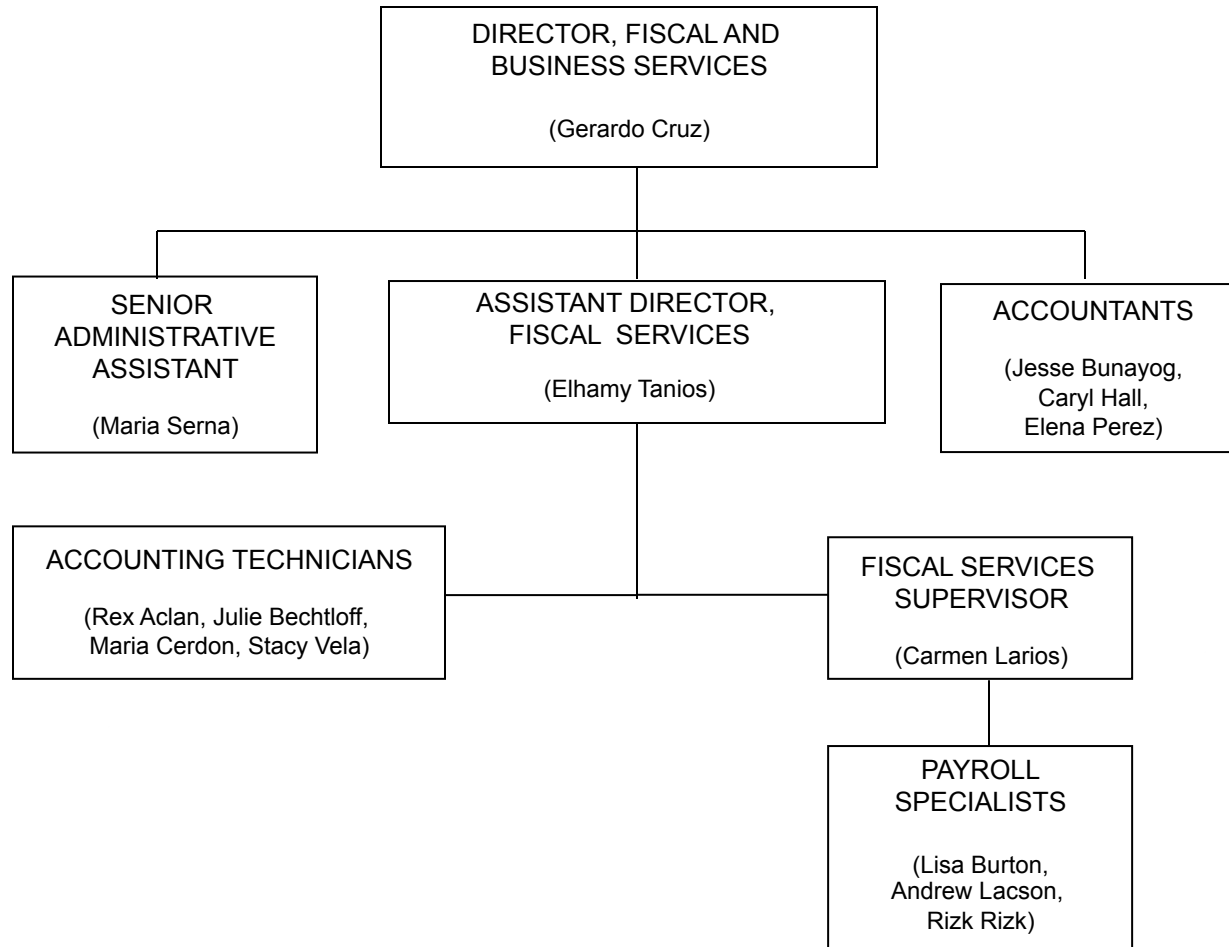 DIRECTOR, FISCAL AND
BUSINESS SERVICES
(Gerardo Cruz)
SENIOR
ADMINISTRATIVE
ASSISTANT
(Maria Serna)
ASSISTANT DIRECTOR,
FISCAL SERVICES
(Elhamy Tanios)
ACCOUNTANTS
(Jesse Bunayog,
Caryl Hall,
Elena Perez)
ACCOUNTING TECHNICIANS
(Rex Aclan, Julie Bechtloff,
Maria Cerdon, Stacy Vela)
FISCAL SERVICES
SUPERVISOR
(Carmen Larios)
PAYROLL
SPECIALISTS
(Lisa Burton,
Andrew Lacson,
Rizk Rizk)